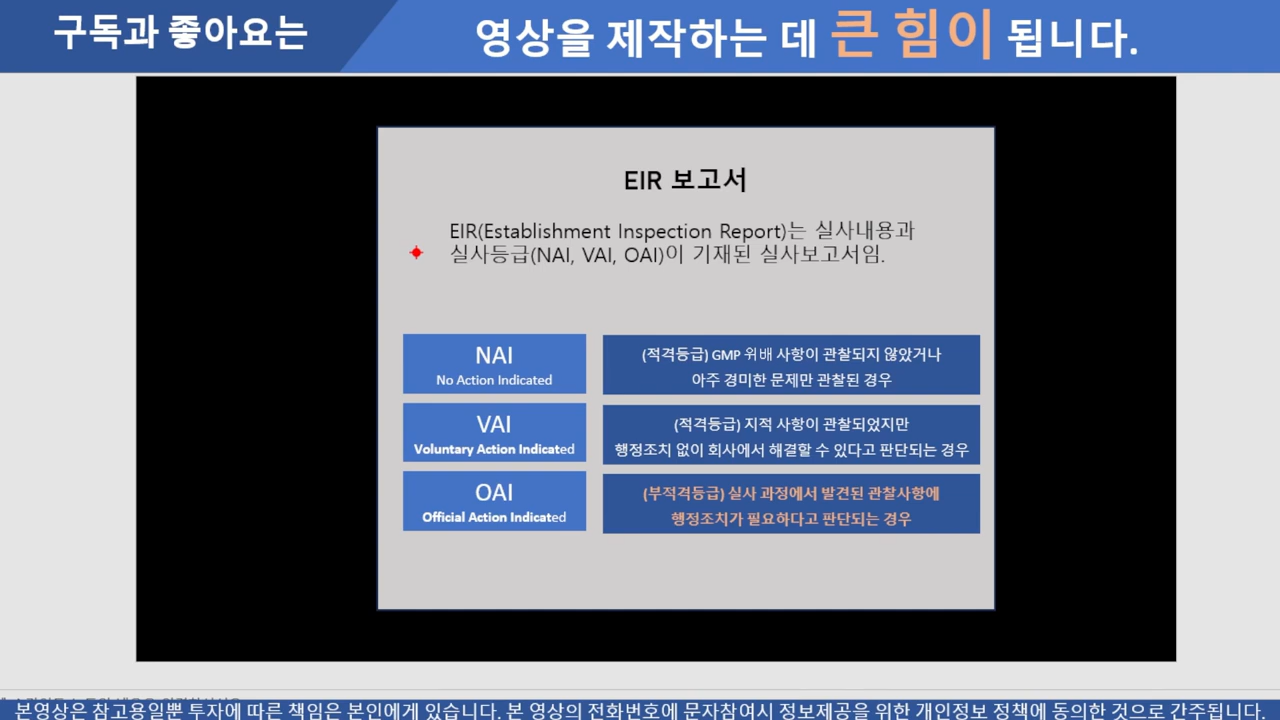 구독과 좋아요는
영상을 제작하는 데 큰 힘이 됩니다.
EIR 보고서
EIR(Establishment Inspection Report)는 실사내용과
실사등급(NAI, VAI, OAI)이 기재된 실사보고서임.
NAI
No Action Indicated
(적격등급) GMP 위배 사항이 관찰되지 않았거나
아주 경미한 문제만 관찰된 경우
VAI
Voluntary Action Indicated
(적격등급) 지적 사항이 관찰되었지만
행정조치 없이 회사에서 해결할 수 있다고 판단되는 경우
OAI
Official Action Indicated
(부적격등급) 실사 과정에서 발견된 관찰사항에
행정조치가 필요하다고 판단되는 경우
본영상은 참고용일뿐 투자에 따른 책임은 본인에게 있습니다. 본 영상의 전화번호에 문자참여시 정보제공을 위한 개인정보 정책에 동의한 것으로 간주됩니다.